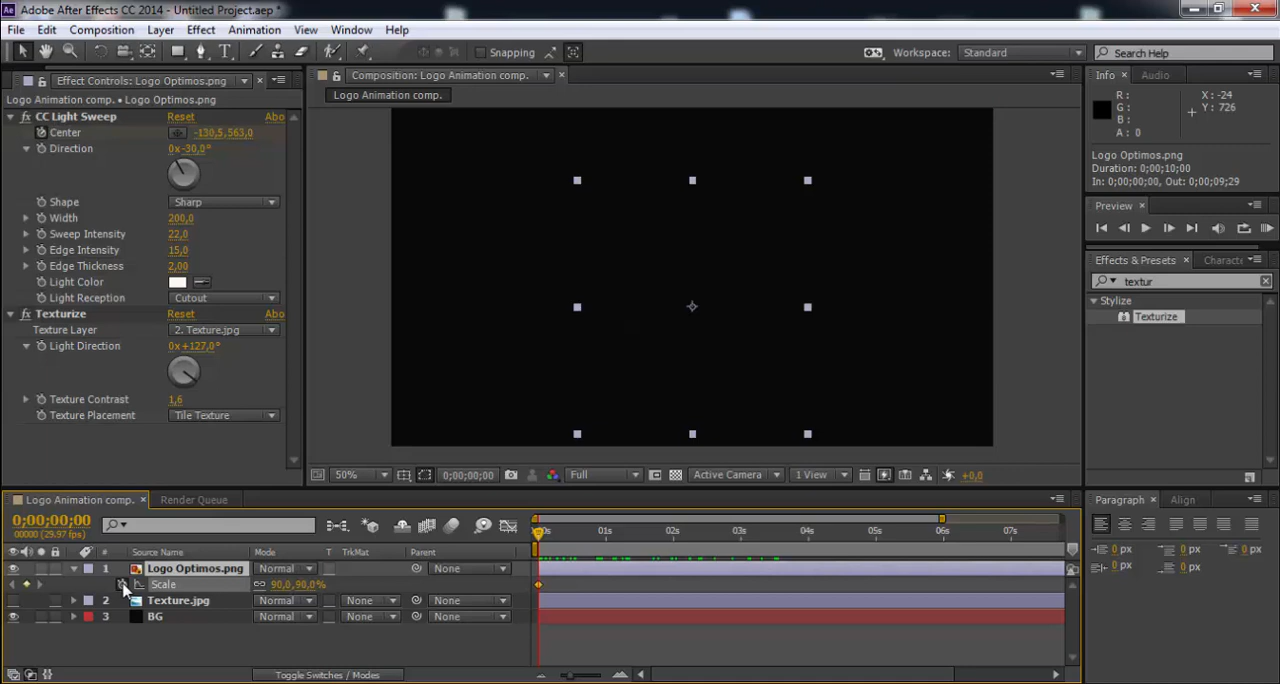 Adobe After Effects CC 2014 - Untitled Project.aep *
File Edit Composition Layer Effect Animation View Window Help
Snapping
Workspace: Standard
Search Help
Effect Controls: Logo Optimos.png
Logo Animation comp. • Logo Optimos.png
CC Light Sweep Reset Abo
Center -130,5,563,0
Direction 0x-30,0°
Shape Sharp
Width 200,0
Sweep Intensity 22,0
Edge Intensity 15,0
Edge Thickness 2,00
Light Color
Light Reception Cutout
Texturize Reset Abo
Texture Layer 2. Texture.jpg
Light Direction 0x+127,0°
Texture Contrast 1,6
Texture Placement Tile Texture
Composition: Logo Animation comp.
Logo Animation comp.
50% 0;00;00;00 Full Active Camera 1 View +0,0
Info Audio
R : X : -24
G : Y : 726
B :
A : 0
Logo Optimos.png
Duration: 0;00;10;00
In: 0;00;00;00, Out: 0;00;09;29
Preview
Effects & Presets Characte
textur
Stylize
Texturize
Logo Animation comp. Render Queue
0;00;00;00
00000 (29.97 fps)
# Source Name Mode T TrkMat Parent
1 Logo Optimos.png Normal None
Scale 90,0,90,0%
2 Texture.jpg Normal None None
3 BG Normal None None
Toggle Switches / Modes
01s 02s 03s 04s 05s 06s 07s
Paragraph Align
0 px 0 px 0 px
0 px 0 px